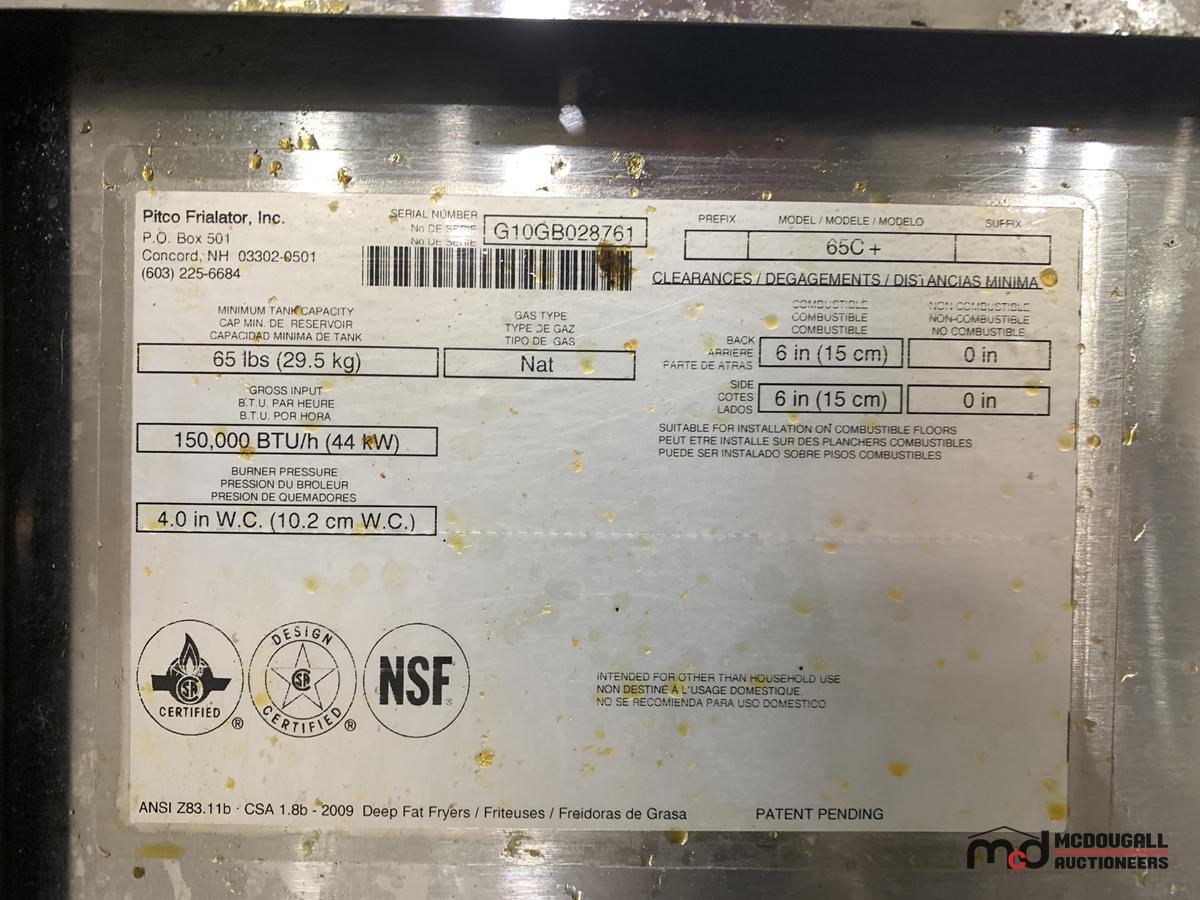 Pitco Frialator, Inc.
P.O. Box 501
Concord, NH 03302-0501
(603) 225-6684
SERIAL NUMBER
No DE SERIE
No DE SERIE
G10GB028761
PREFIX
MODEL / MODELE / MODELO
SUFFIX
65C +
CLEARANCES / DEGAGEMENTS / DISTANCIAS MINIMA
COMBUSTIBLE
COMBUSTIBLE
COMBUSTIBLE
NON-COMBUSTIBLE
NON-COMBUSTIBLE
NO COMBUSTIBLE
BACK
ARRIERE
PARTE DE ATRAS
6 in (15 cm)
0 in
SIDE
COTES
LADOS
6 in (15 cm)
0 in
SUITABLE FOR INSTALLATION ON COMBUSTIBLE FLOORS
PEUT ETRE INSTALLE SUR DES PLANCHERS COMBUSTIBLES
PUEDE SER INSTALADO SOBRE PISOS COMBUSTIBLES
MINIMUM TANK CAPACITY
CAP MIN. DE RESERVOIR
CAPACIDAD MINIMA DE TANK
65 lbs (29.5 kg)
GAS TYPE
TYPE DE GAZ
TIPO DE GAS
Nat
GROSS INPUT
B.T.U. PAR HEURE
B.T.U. POR HORA
150,000 BTU/h (44 kW)
BURNER PRESSURE
PRESSION DU BROLEUR
PRESION DE QUEMADORES
4.0 in W.C. (10.2 cm W.C.)
CERTIFIED ®
DESIGN
CERTIFIED ®
NSF ®
INTENDED FOR OTHER THAN HOUSEHOLD USE
NON DESTINÉ À L'USAGE DOMESTIQUE.
NO SE RECOMIENDA PARA USO DOMESTICO
ANSI Z83.11b · CSA 1.8b - 2009 Deep Fat Fryers / Friteuses / Freidoras de Grasa
PATENT PENDING
mcd
MCDOUGALL
AUCTIONEERS